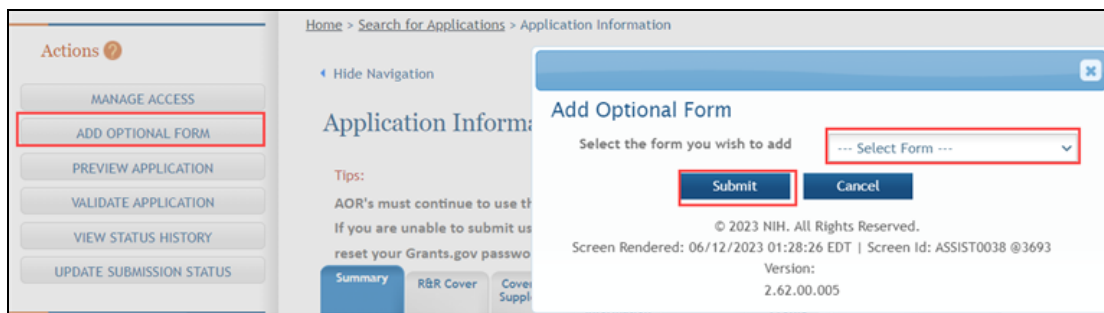 Home > Search for Applications > Application Information
Actions ?
Hide Navigation
MANAGE ACCESS
ADD OPTIONAL FORM
PREVIEW APPLICATION
VALIDATE APPLICATION
VIEW STATUS HISTORY
UPDATE SUBMISSION STATUS
Application Informa
Tips:
AOR's must continue to use th
If you are unable to submit us
reset your Grants.gov passwo
Summary
R&R Cover
Cove
Suppl
Add Optional Form
Select the form you wish to add
--- Select Form ---
Submit
Cancel
© 2023 NIH. All Rights Reserved.
Screen Rendered: 06/12/2023 01:28:26 EDT | Screen Id: ASSIST0038 @3693
Version:
2.62.00.005